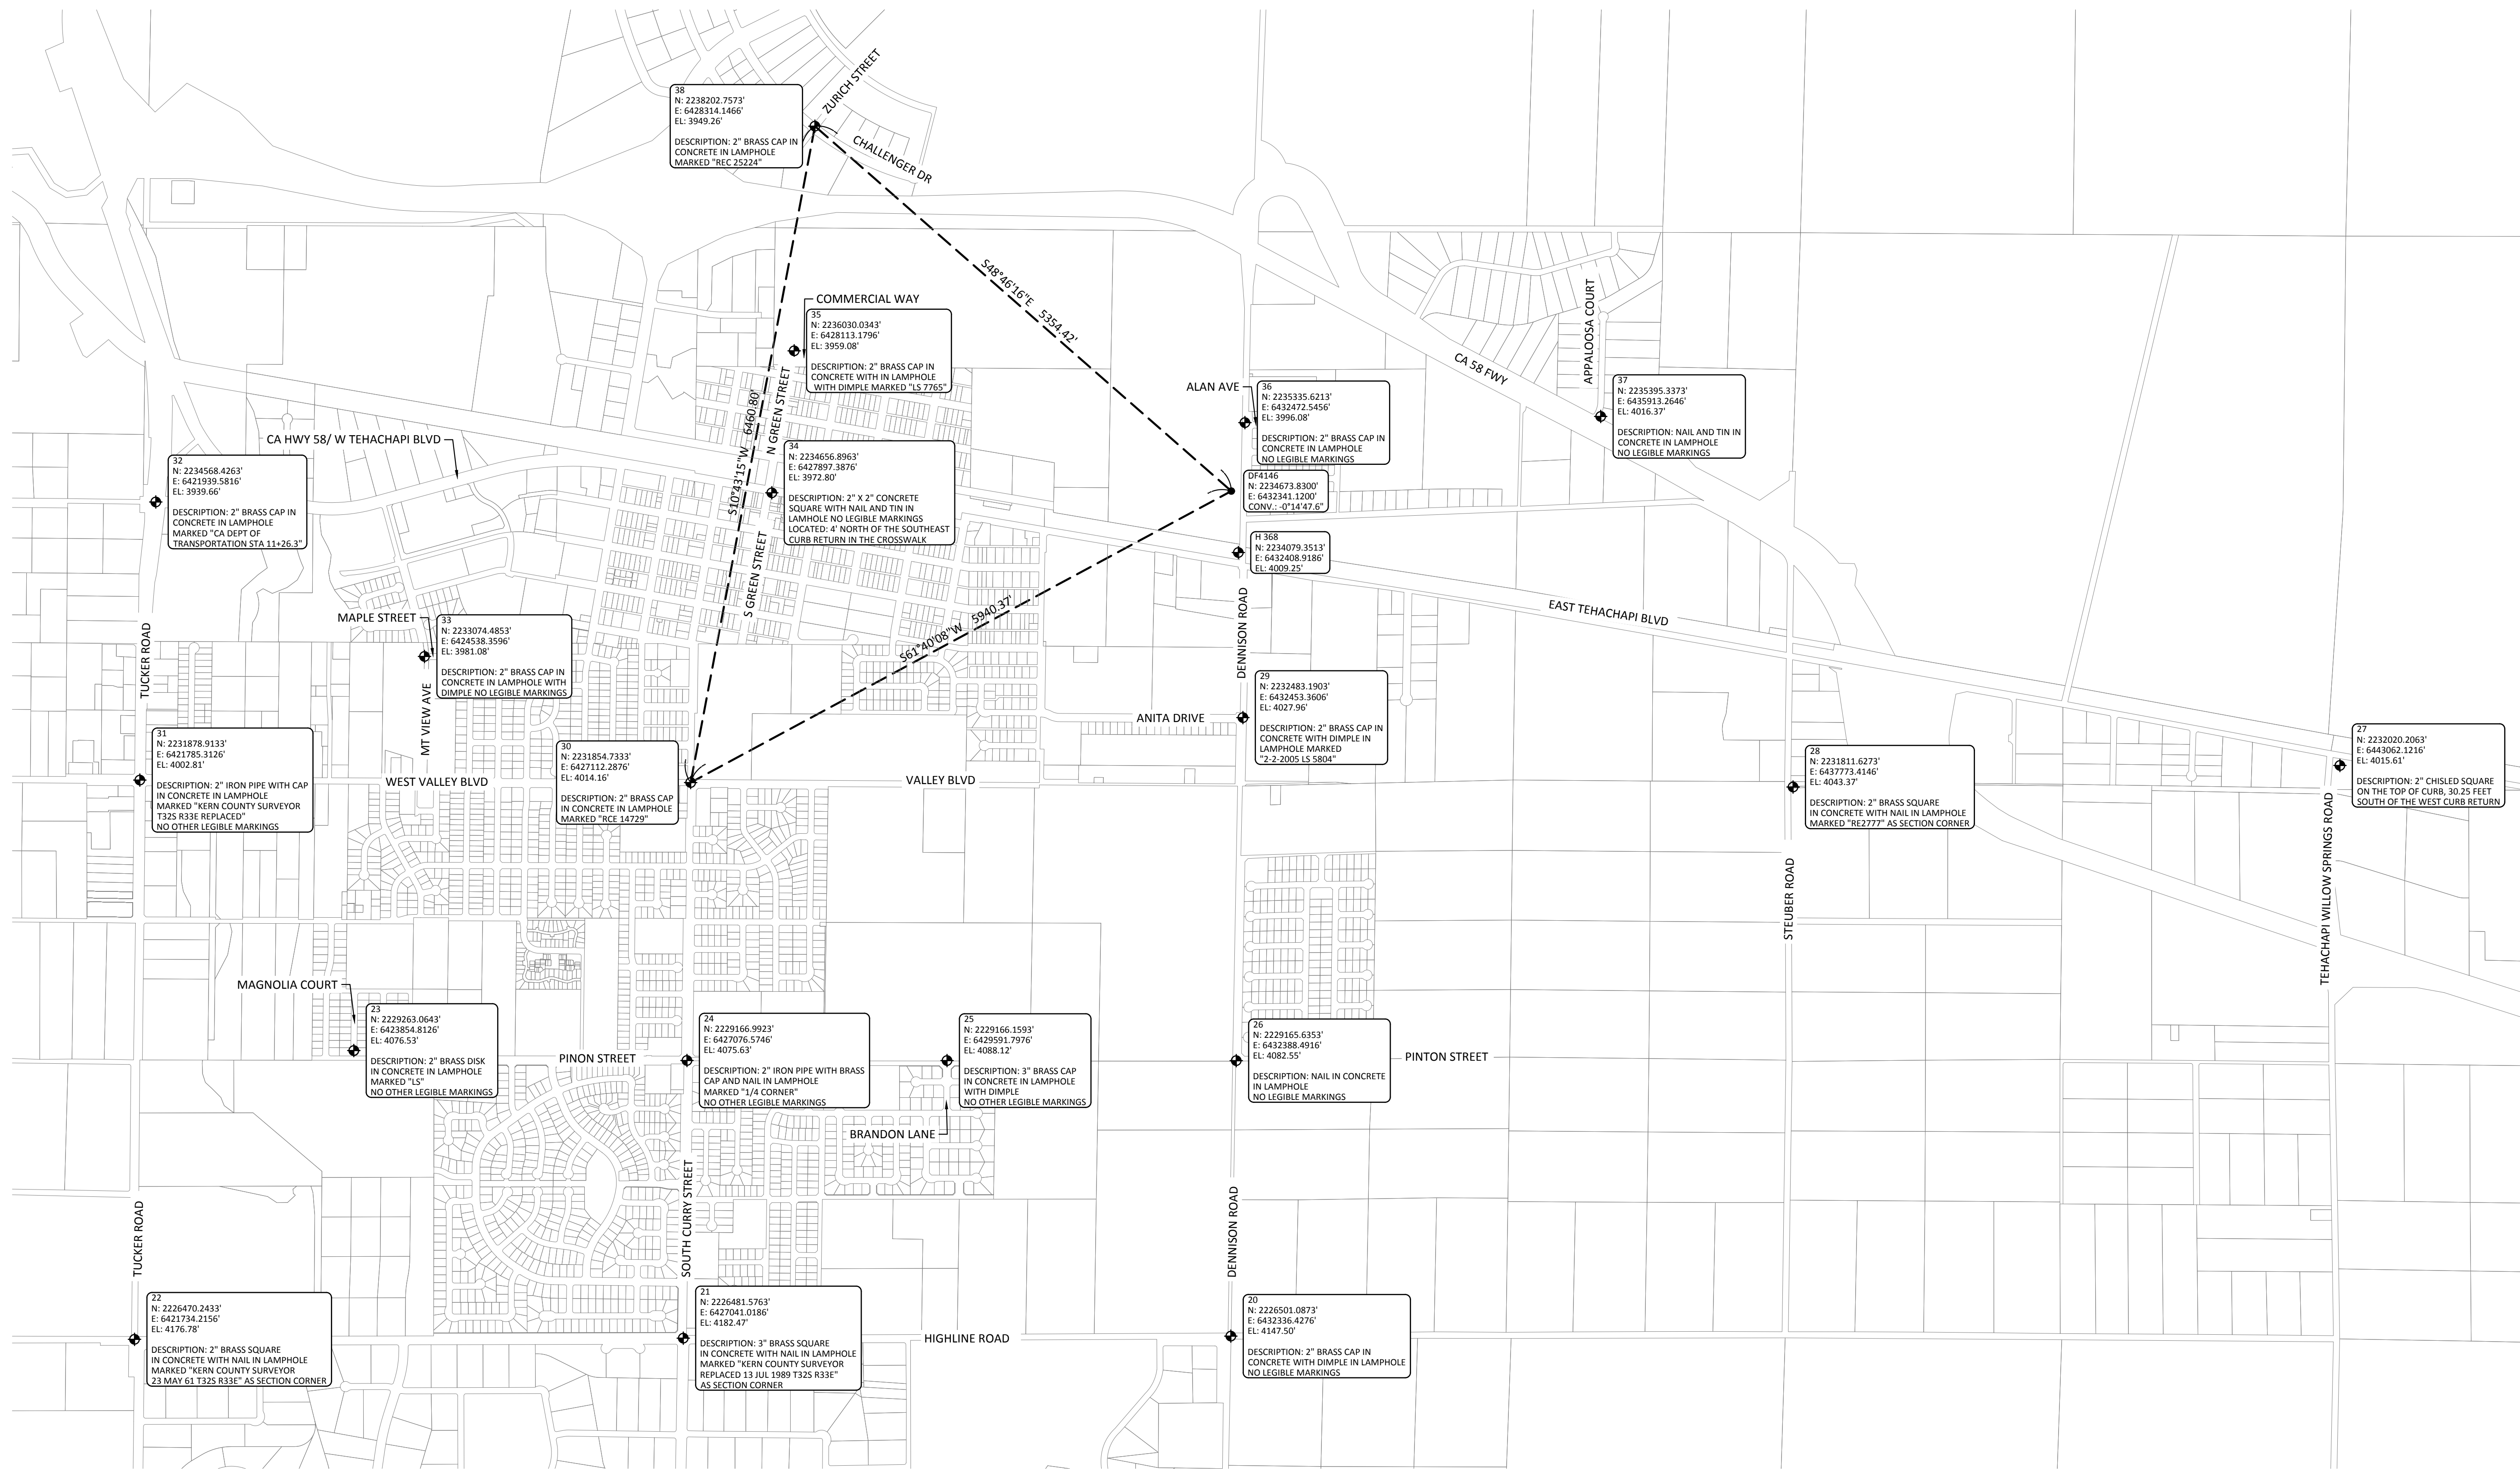 ZURICH STREET
38
N: 2238202.7573'
E: 6428314.1466'
EL: 3949.26'
DESCRIPTION: 2" BRASS CAP IN
CONCRETE IN LAMPHOLE
MARKED "REC 25224"
CHALLENGER DR
S48°46'16"E 5354.42'
COMMERCIAL WAY
35
N: 2236030.0343'
E: 6428113.1796'
EL: 3959.08'
DESCRIPTION: 2" BRASS CAP IN
CONCRETE WITH IN LAMPHOLE
WITH DIMPLE MARKED "LS 7765"
APPALOOSA COURT
CA 58 FWY
ALAN AVE
36
N: 2235335.6213'
E: 6432472.5456'
EL: 3996.08'
DESCRIPTION: 2" BRASS CAP IN
CONCRETE IN LAMPHOLE
NO LEGIBLE MARKINGS
37
N: 2235395.3373'
E: 6435913.2646'
EL: 4016.37'
DESCRIPTION: NAIL AND TIN IN
CONCRETE IN LAMPHOLE
NO LEGIBLE MARKINGS
S10°43'15"W 6460.80'
N GREEN STREET
CA HWY 58/ W TEHACHAPI BLVD
32
N: 2234568.4263'
E: 6421939.5816'
EL: 3939.66'
DESCRIPTION: 2" BRASS CAP IN
CONCRETE IN LAMPHOLE
MARKED "CA DEPT OF
TRANSPORTATION STA 11+26.3"
34
N: 2234656.8963'
E: 6427897.3876'
EL: 3972.80'
DESCRIPTION: 2" X 2" CONCRETE
SQUARE WITH NAIL AND TIN IN
LAMHOLE NO LEGIBLE MARKINGS
LOCATED: 4' NORTH OF THE SOUTHEAST
CURB RETURN IN THE CROSSWALK
DF4146
N: 2234673.8300'
E: 6432341.1200'
CONV.: -0°14'47.6"
H 368
N: 2234079.3513'
E: 6432408.9186'
EL: 4009.25'
S GREEN STREET
S61°40'08"W 5940.37'
DENNISON ROAD
EAST TEHACHAPI BLVD
TUCKER ROAD
MAPLE STREET
33
N: 2233074.4853'
E: 6424538.3596'
EL: 3981.08'
DESCRIPTION: 2" BRASS CAP IN
CONCRETE IN LAMPHOLE WITH
DIMPLE NO LEGIBLE MARKINGS
MT VIEW AVE
29
N: 2232483.1903'
E: 6432453.3606'
EL: 4027.96'
DESCRIPTION: 2" BRASS CAP IN
CONCRETE WITH DIMPLE IN
LAMPHOLE MARKED
"2-2-2005 LS 5804"
ANITA DRIVE
31
N: 2231878.9133'
E: 6421785.3126'
EL: 4002.81'
DESCRIPTION: 2" IRON PIPE WITH CAP
IN CONCRETE IN LAMPHOLE
MARKED "KERN COUNTY SURVEYOR
T32S R33E REPLACED"
NO OTHER LEGIBLE MARKINGS
WEST VALLEY BLVD
30
N: 2231854.7333'
E: 6427112.2876'
EL: 4014.16'
DESCRIPTION: 2" BRASS CAP
IN CONCRETE IN LAMPHOLE
MARKED "RCE 14729"
VALLEY BLVD
28
N: 2231811.6273'
E: 6437773.4146'
EL: 4043.37'
DESCRIPTION: 2" BRASS SQUARE
IN CONCRETE WITH NAIL IN LAMPHOLE
MARKED "RE2777" AS SECTION CORNER
27
N: 2232020.2063'
E: 6443062.1216'
EL: 4015.61'
DESCRIPTION: 2" CHISLED SQUARE
ON THE TOP OF CURB, 30.25 FEET
SOUTH OF THE WEST CURB RETURN
STEUBER ROAD
TEHACHAPI WILLOW SPRINGS ROAD
MAGNOLIA COURT
23
N: 2229263.0643'
E: 6423854.8126'
EL: 4076.53'
DESCRIPTION: 2" BRASS DISK
IN CONCRETE IN LAMPHOLE
MARKED "LS"
NO OTHER LEGIBLE MARKINGS
PINON STREET
24
N: 2229166.9923'
E: 6427076.5746'
EL: 4075.63'
DESCRIPTION: 2" IRON PIPE WITH BRASS
CAP AND NAIL IN LAMPHOLE
MARKED "1/4 CORNER"
NO OTHER LEGIBLE MARKINGS
25
N: 2229166.1593'
E: 6429591.7976'
EL: 4088.12'
DESCRIPTION: 3" BRASS CAP
IN CONCRETE IN LAMPHOLE
WITH DIMPLE
NO OTHER LEGIBLE MARKINGS
26
N: 2229165.6353'
E: 6432388.4916'
EL: 4082.55'
DESCRIPTION: NAIL IN CONCRETE
IN LAMPHOLE
NO LEGIBLE MARKINGS
PINTON STREET
BRANDON LANE
TUCKER ROAD
SOUTH CURRY STREET
DENNISON ROAD
22
N: 2226470.2433'
E: 6421734.2156'
EL: 4176.78'
DESCRIPTION: 2" BRASS SQUARE
IN CONCRETE WITH NAIL IN LAMPHOLE
MARKED "KERN COUNTY SURVEYOR
23 MAY 61 T32S R33E" AS SECTION CORNER
21
N: 2226481.5763'
E: 6427041.0186'
EL: 4182.47'
DESCRIPTION: 3" BRASS SQUARE
IN CONCRETE WITH NAIL IN LAMPHOLE
MARKED "KERN COUNTY SURVEYOR
REPLACED 13 JUL 1989 T32S R33E"
AS SECTION CORNER
HIGHLINE ROAD
20
N: 2226501.0873'
E: 6432336.4276'
EL: 4147.50'
DESCRIPTION: 2" BRASS CAP IN
CONCRETE WITH DIMPLE IN LAMPHOLE
NO LEGIBLE MARKINGS